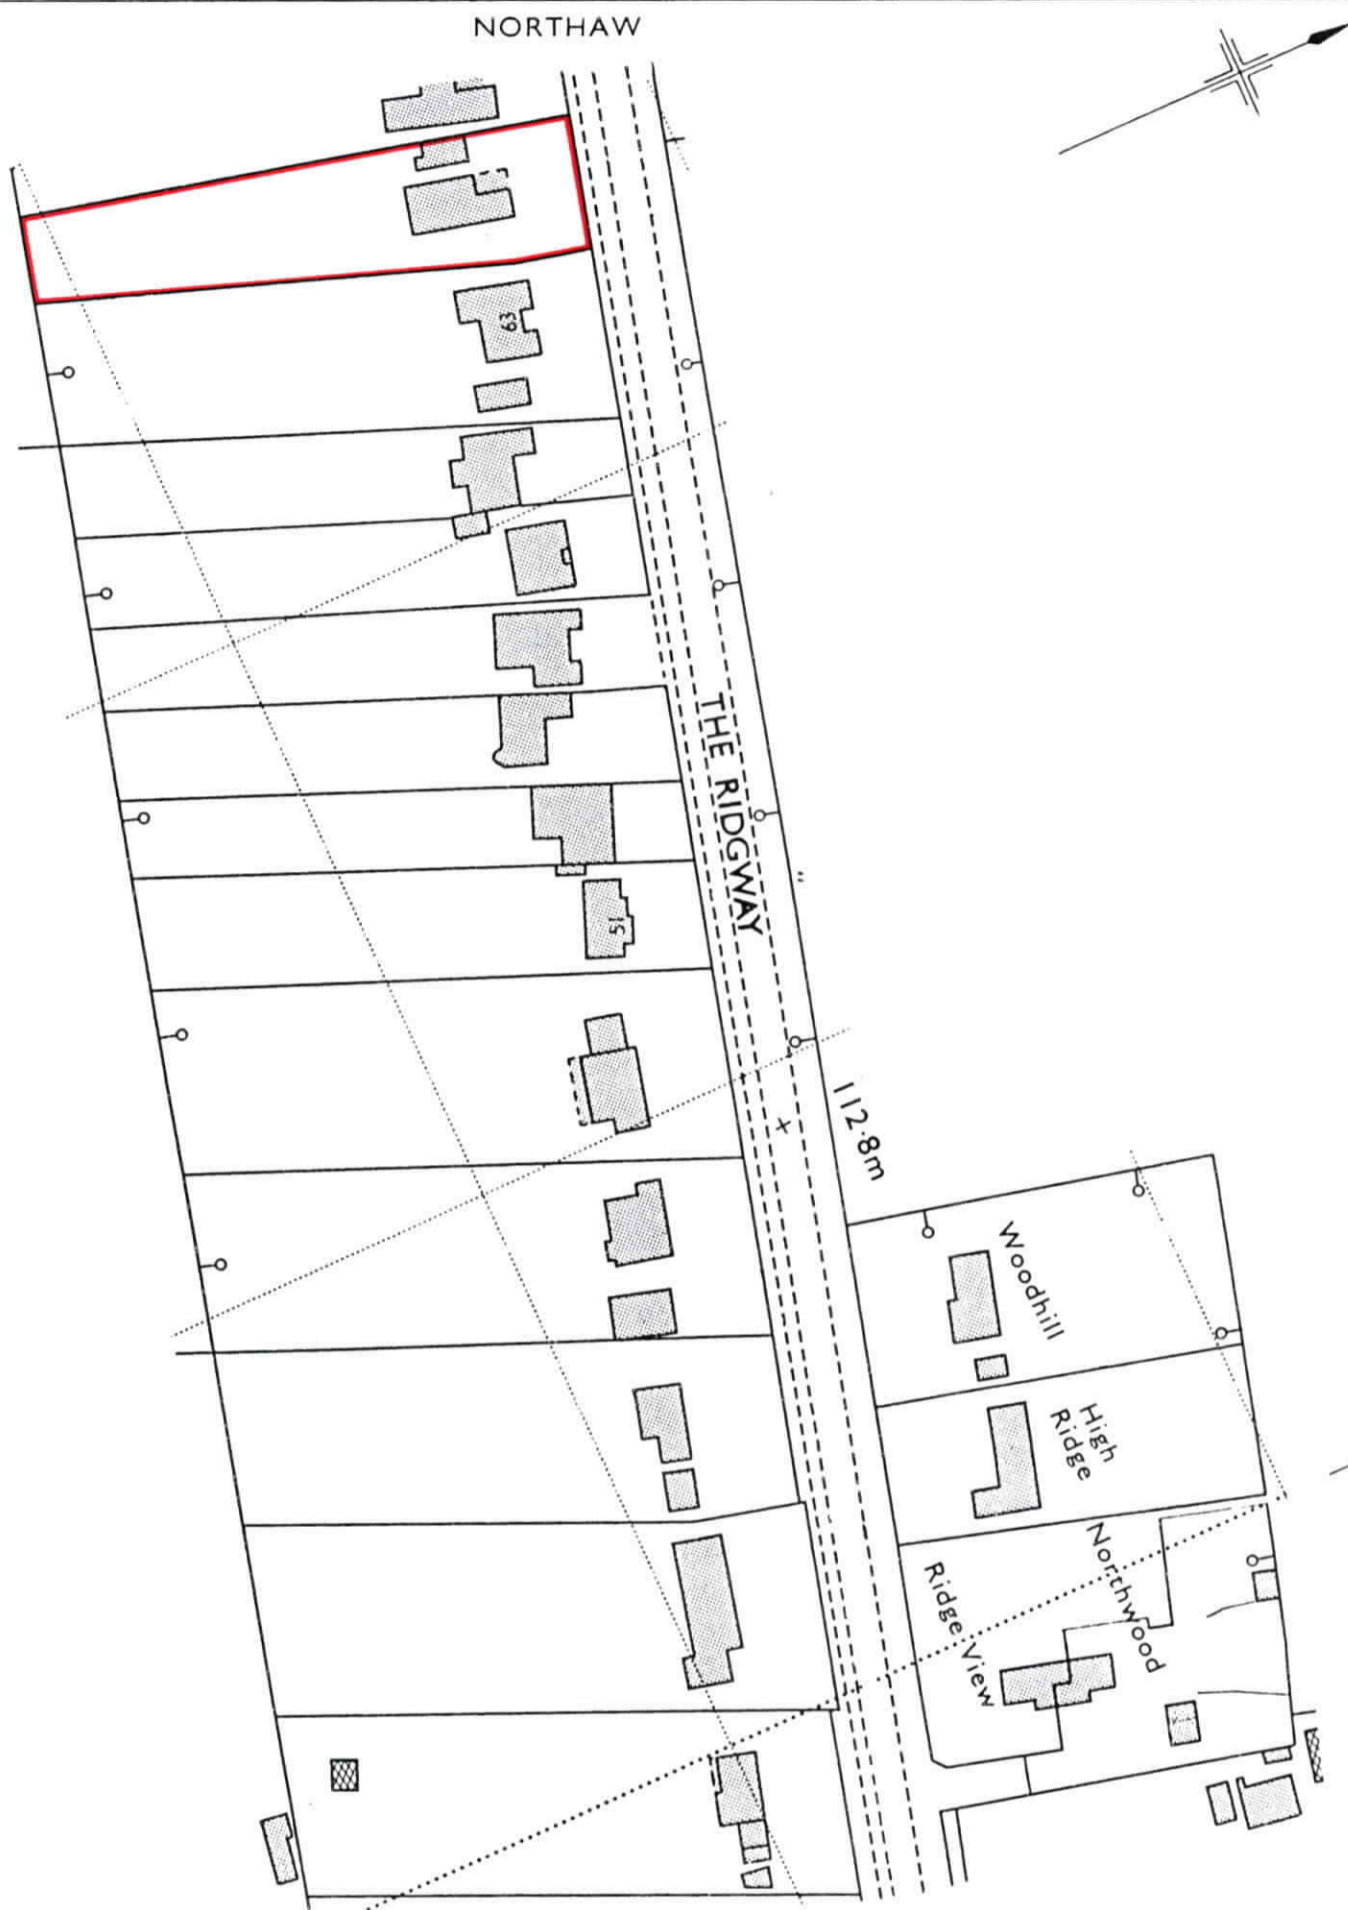 NORTHAW
63
THE RIDGWAY
51
112·8m
Woodhill
High
Ridge
Northwood
Ridge View